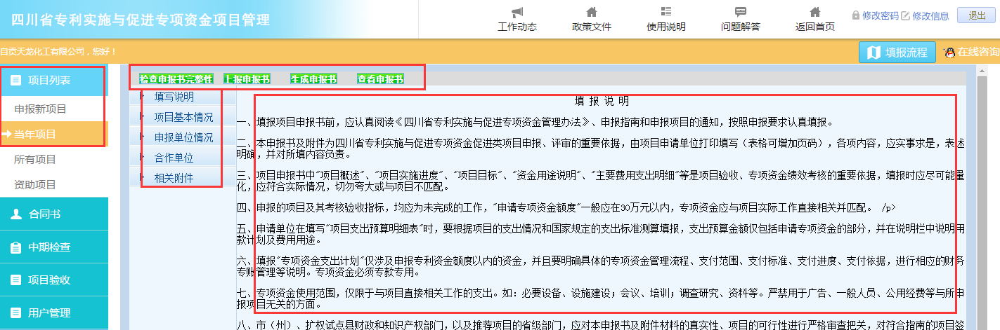 四川省专利实施与促进专项资金项目管理
工作动态
政策文件
使用说明
问题解答
返回首页
修改密码
修改信息
退出
自贡天龙化工有限公司，您好！
填报流程
在线咨询
项目列表
申报新项目
当年项目
所有项目
资助项目
合同书
中期检查
项目验收
用户管理
检查申报书完整性 上报申报书 生成申报书 查看申报书
填写说明
项目基本情况
申报单位情况
合作单位
相关附件
填 报 说 明
一、填报项目申报书前，应认真阅读《四川省专利实施与促进专项资金管理办法》、申报指南和申报项目的通知，按照申报要求认真填报。
二、本申报书及附件为四川省专利实施与促进专项资金促进类项目申报、评审的重要依据，由项目申请单位打印填写（表格可增加页码），各项内容，应实事求是，表述
明确，并对所填内容负责。
三、项目申报书中"项目概述"、"项目实施进度"、"项目目标"、"资金用途说明"、"主要费用支出明细"等是项目验收、专项资金绩效考核的重要依据，填报时应尽可能量
化，应符合实际情况，切勿夸大或与项目不匹配。
四、申报的项目及其考核验收指标，均应为未完成的工作，"申请专项资金额度"一般应在30万元以内，专项资金应与项目实际工作直接相关并匹配。 /p>
五、申请单位在填写"项目支出预算明细表"时，要根据项目的支出情况和国家规定的支出标准测算填报，支出预算金额仅包括申请专项资金的部分，并在说明栏中说明用
款计划及费用用途。
六、填报"专项资金支出计划"仅涉及申报专利资金额度以内的资金，并且要明确具体的专项资金管理流程、支付范围、支付标准、支付进度、支付依据，进行相应的财务
专账管理等说明。专项资金必须专款专用。
七、专项资金使用范围，仅限于与项目直接相关工作的支出。如：必要设备、设施建设；会议、培训；调查研究、资料等。严禁用于广告、一般人员、公用经费等与所申
报项目无关的方面。
八、市（州）、扩权试点县财政和知识产权部门，以及推荐项目的省级部门，应对本申报书及附件材料的真实性、项目的可行性进行严格审查把关，对符合指南的项目签